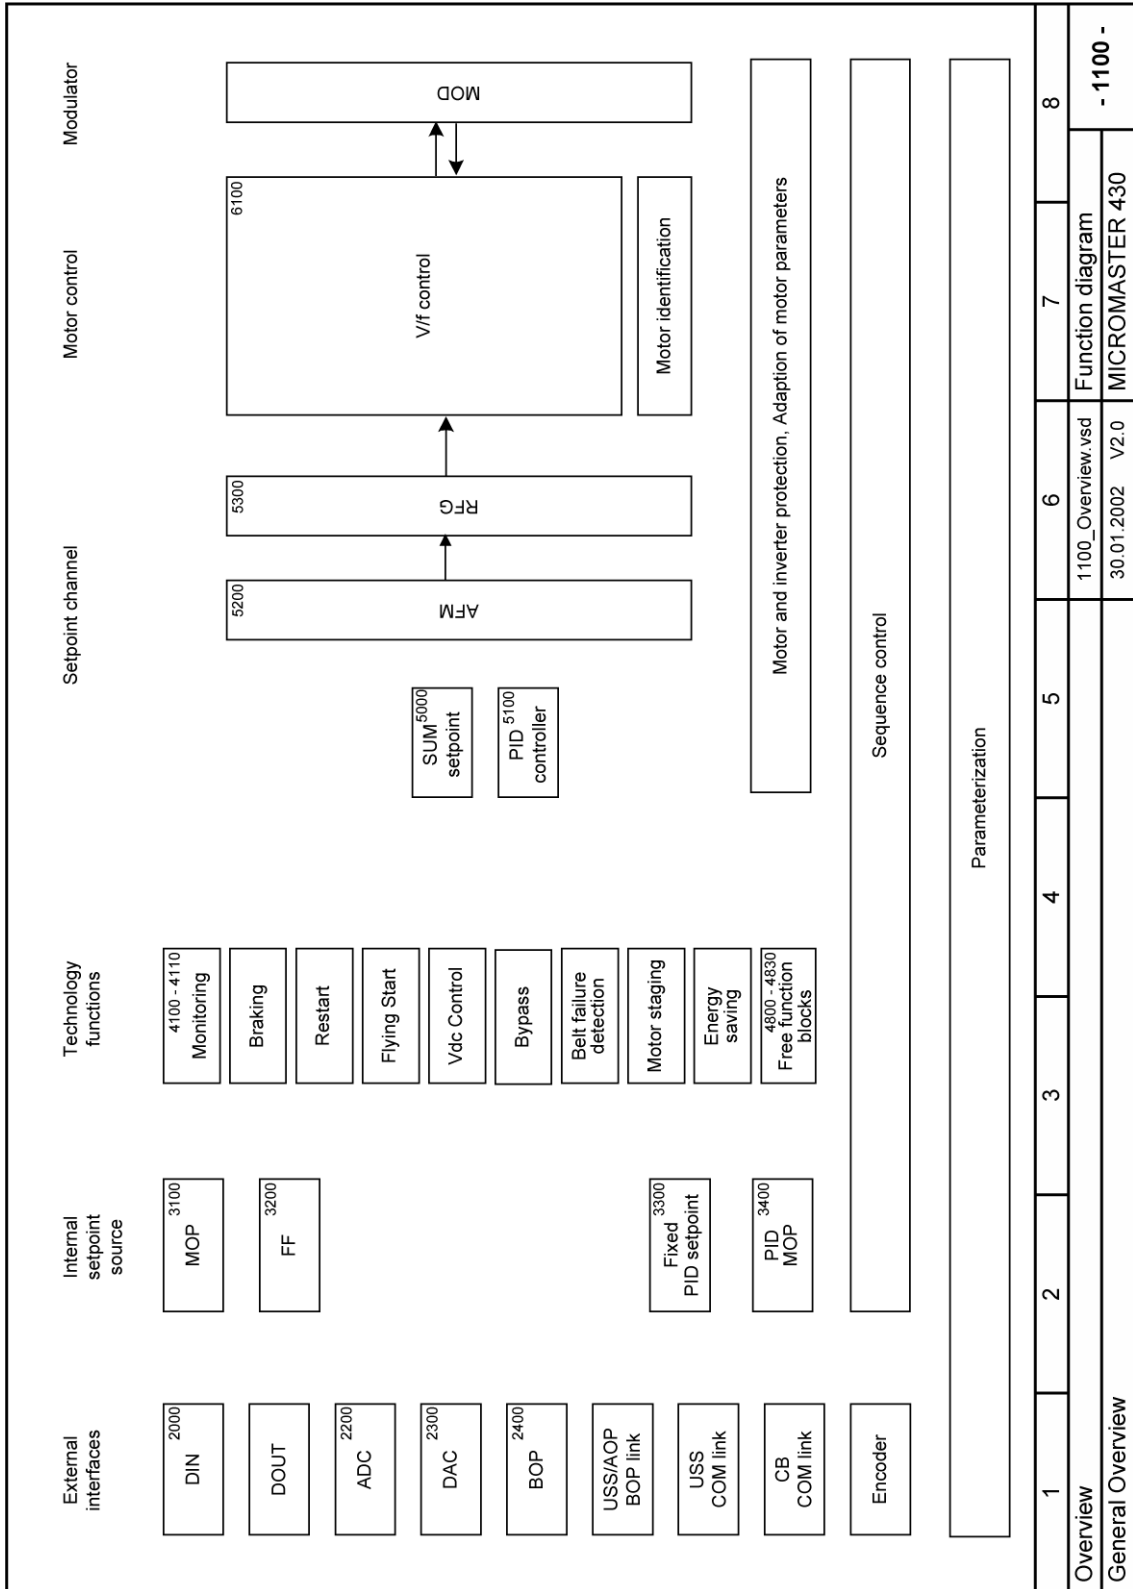 External
interfaces
Internal
setpoint
source
Technology
functions
Setpoint channel
Motor control
Modulator
2000
DIN
DOUT
2200
ADC
2300
DAC
2400
BOP
USS/AOP
BOP link
USS
COM link
CB
COM link
Encoder
3100
MOP
3200
FF
3300
Fixed
PID setpoint
3400
PID
MOP
4100 - 4110
Monitoring
Braking
Restart
Flying Start
Vdc Control
Bypass
Belt failure
detection
Motor staging
Energy
saving
4800 - 4830
Free function
blocks
SUM 5000
setpoint
PID 5100
controller
5200
AFM
5300
RFG
6100
V/f control
Motor identification
MOD
Motor and inverter protection, Adaption of motor parameters
Sequence control
Parameterization
1 2 3 4 5 6 7 8
Overview 1100_Overview.vsd Function diagram - 1100 -
General Overview 30.01.2002 V2.0 MICROMASTER 430